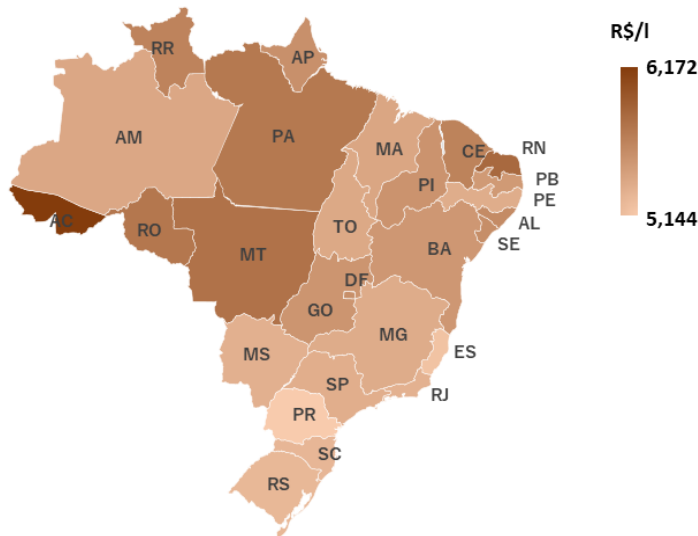 R$/l
6,172
5,144
RR
AP
AM
PA
MA
CE
RN
PB
PE
AL
SE
PI
AC
RO
TO
MT
BA
DF
GO
MG
ES
MS
SP
RJ
PR
SC
RS